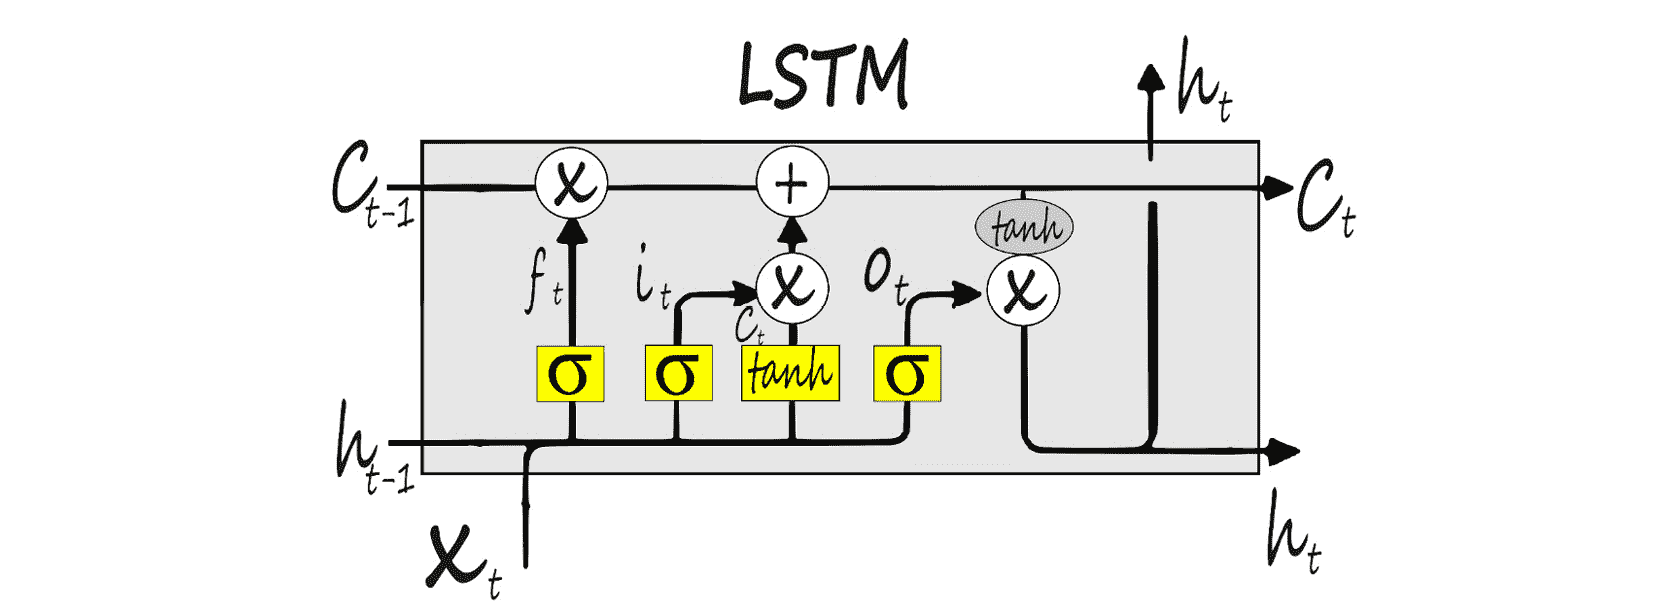 LSTM
h_t
C_{t-1}
x
+
C_t
tanh
f_t
i_t
x
o_t
x
C_t
σ
σ
tanh
σ
h_{t-1}
x_t
h_t